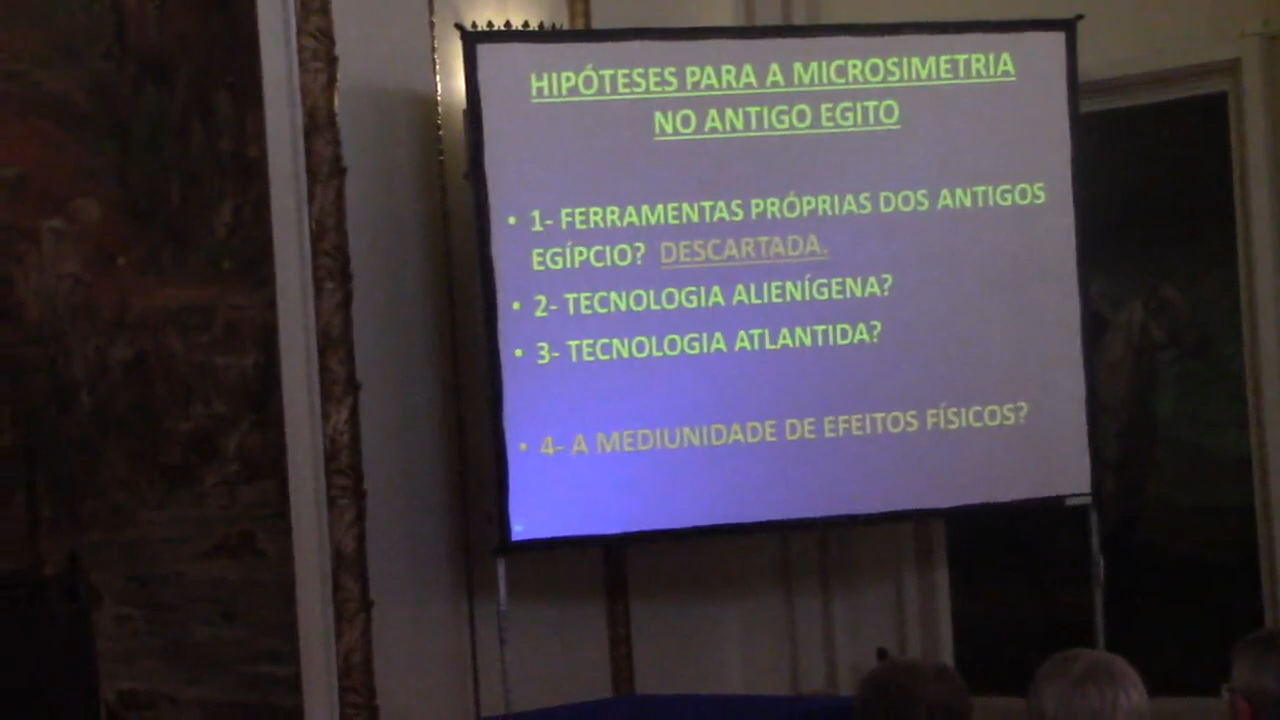 HIPÓTESES PARA A MICROSIMETRIA
NO ANTIGO EGITO
• 1- FERRAMENTAS PRÓPRIAS DOS ANTIGOS
EGÍPCIO? DESCARTADA.
• 2- TECNOLOGIA ALIENÍGENA?
• 3- TECNOLOGIA ATLANTIDA?
• 4- A MEDIUNIDADE DE EFEITOS FÍSICOS?